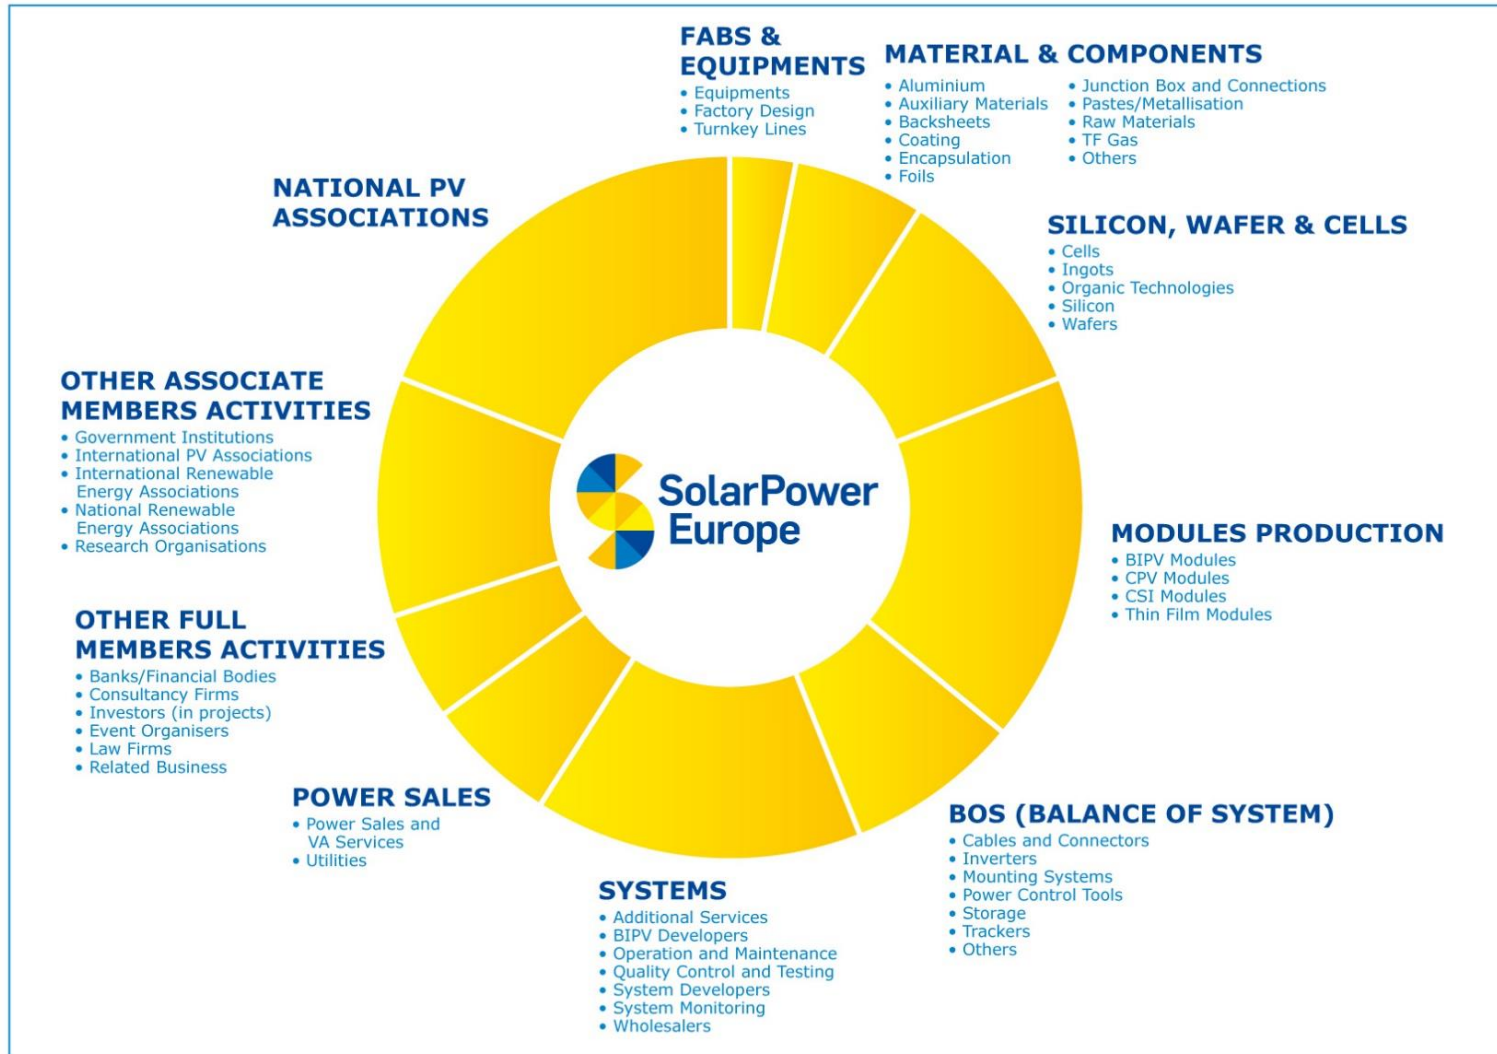 FABS &
EQUIPMENTS
• Equipments
• Factory Design
• Turnkey Lines
MATERIAL & COMPONENTS
• Aluminium
• Auxiliary Materials
• Backsheets
• Coating
• Encapsulation
• Foils
• Junction Box and Connections
• Pastes/Metallisation
• Raw Materials
• TF Gas
• Others
SILICON, WAFER & CELLS
• Cells
• Ingots
• Organic Technologies
• Silicon
• Wafers
MODULES PRODUCTION
• BIPV Modules
• CPV Modules
• CSI Modules
• Thin Film Modules
BOS (BALANCE OF SYSTEM)
• Cables and Connectors
• Inverters
• Mounting Systems
• Power Control Tools
• Storage
• Trackers
• Others
SYSTEMS
• Additional Services
• BIPV Developers
• Operation and Maintenance
• Quality Control and Testing
• System Developers
• System Monitoring
• Wholesalers
POWER SALES
• Power Sales and
VA Services
• Utilities
OTHER FULL
MEMBERS ACTIVITIES
• Banks/Financial Bodies
• Consultancy Firms
• Investors (in projects)
• Event Organisers
• Law Firms
• Related Business
OTHER ASSOCIATE
MEMBERS ACTIVITIES
• Government Institutions
• International PV Associations
• International Renewable
Energy Associations
• National Renewable
Energy Associations
• Research Organisations
NATIONAL PV
ASSOCIATIONS
SolarPower
Europe